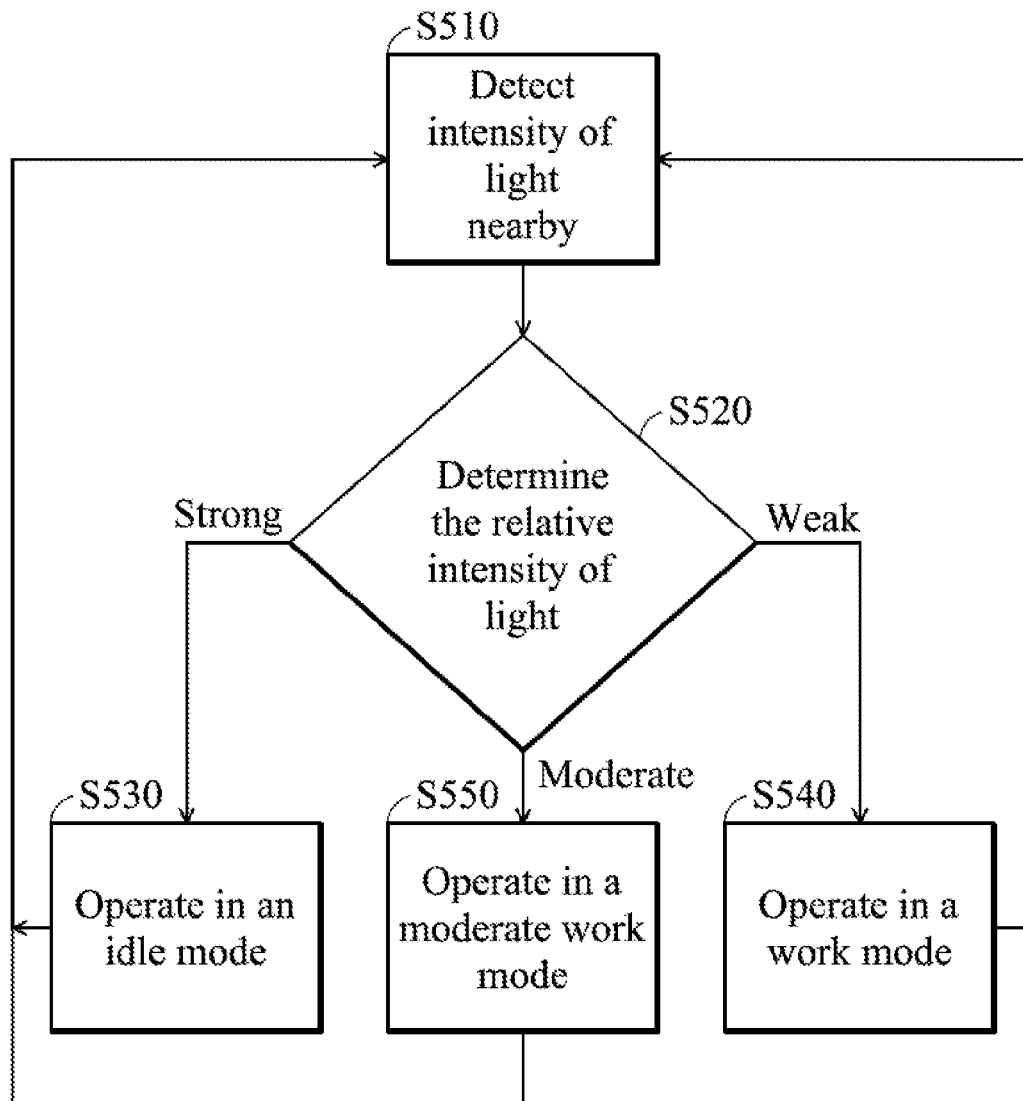 S510
Detect
intensity of
light
nearby
S520
Determine
the relative
intensity of
light
Strong
Weak
Moderate
S530
Operate in an
idle mode
S550
Operate in a
moderate work
mode
S540
Operate in a
work mode